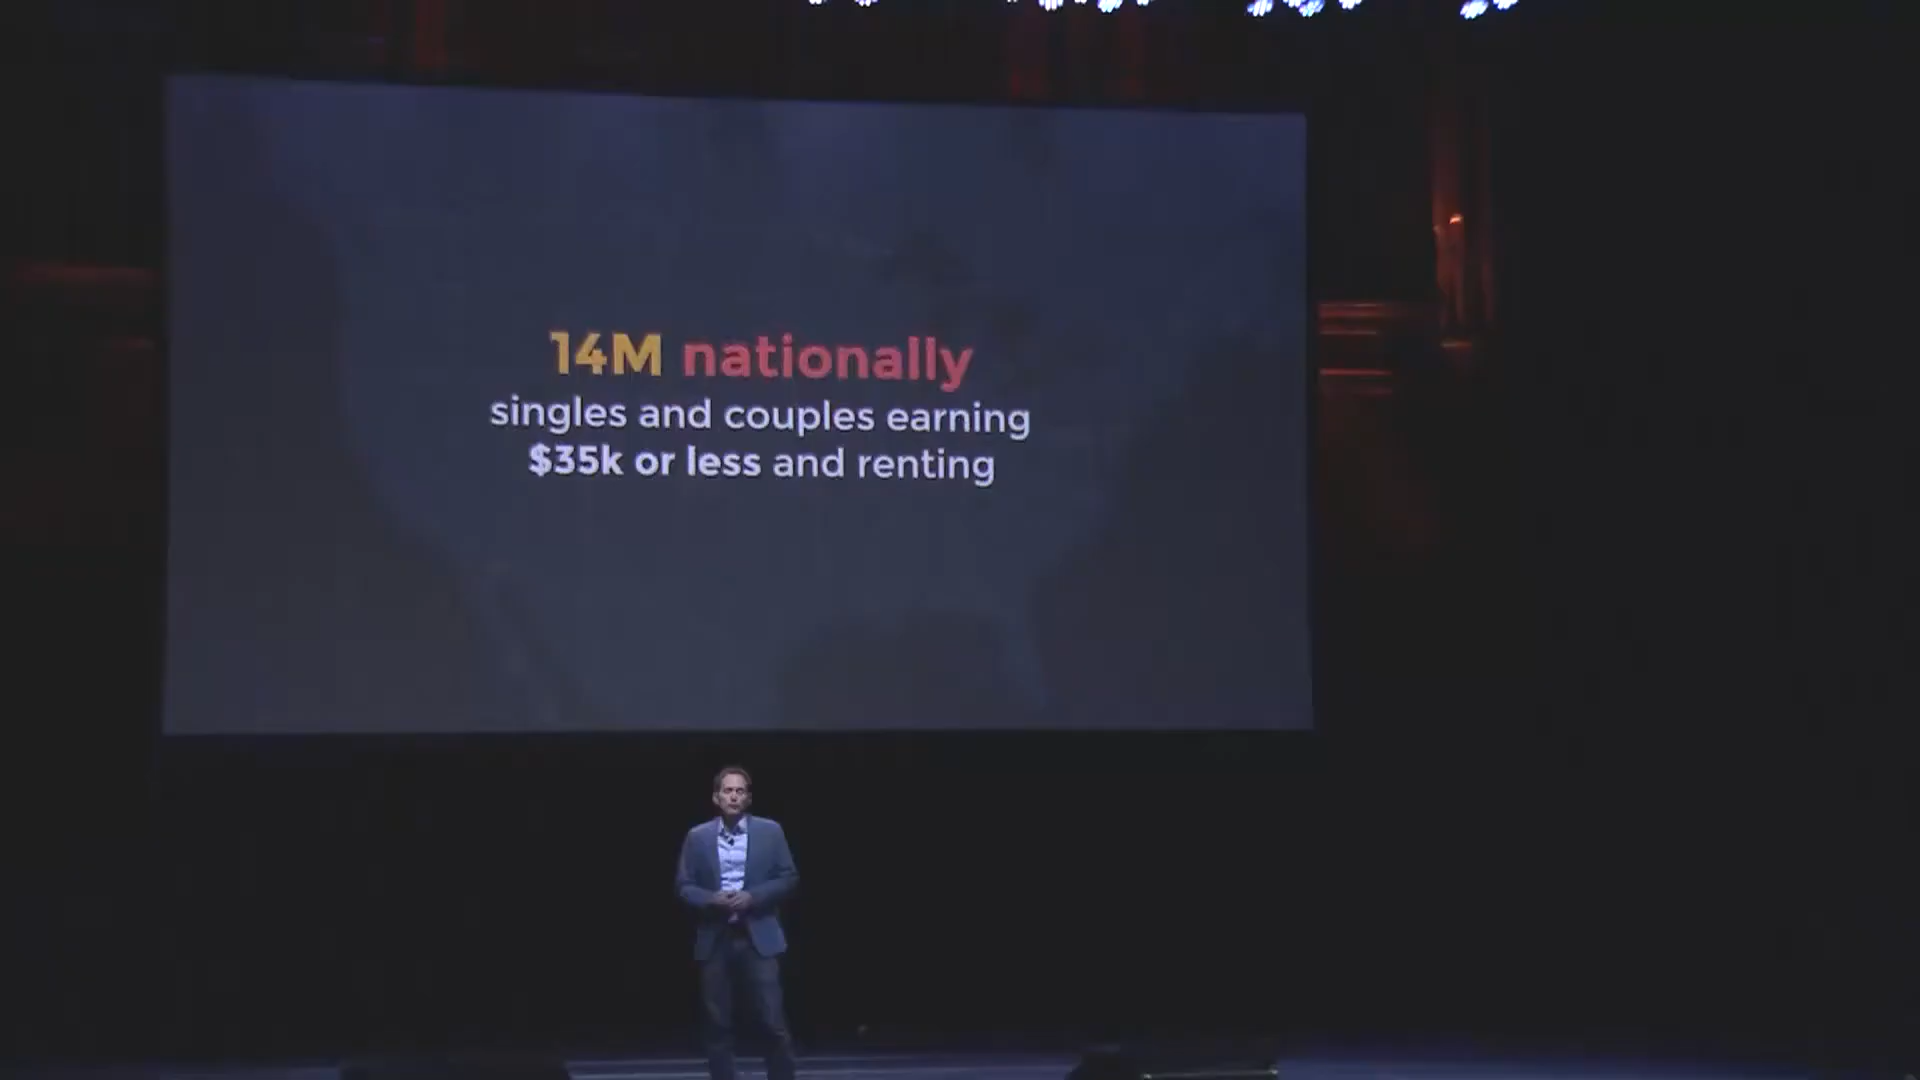 14M nationally
singles and couples earning
$35k or less and renting